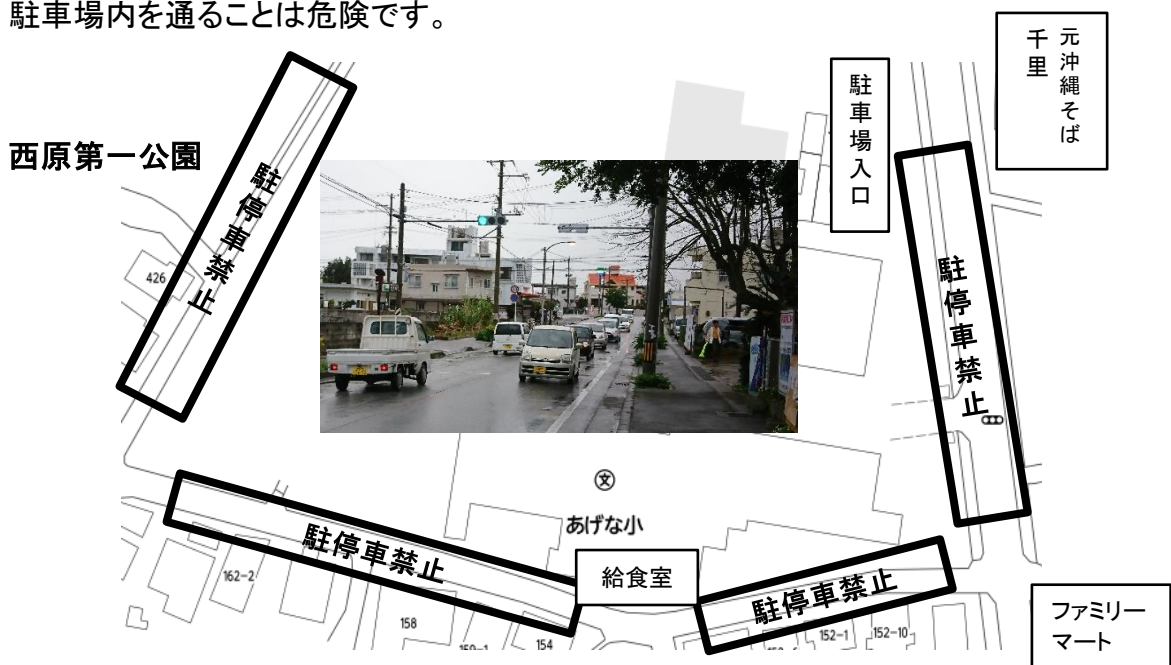 駐車場内を通ることは危険です。
元沖縄そば
千里
駐車場入口
西原第一公園
駐停車禁止
駐停車禁止
426
文
あげな小
駐停車禁止
給食室
駐停車禁止
162-2
158
154
152-1
152-10
ファミリー
マート